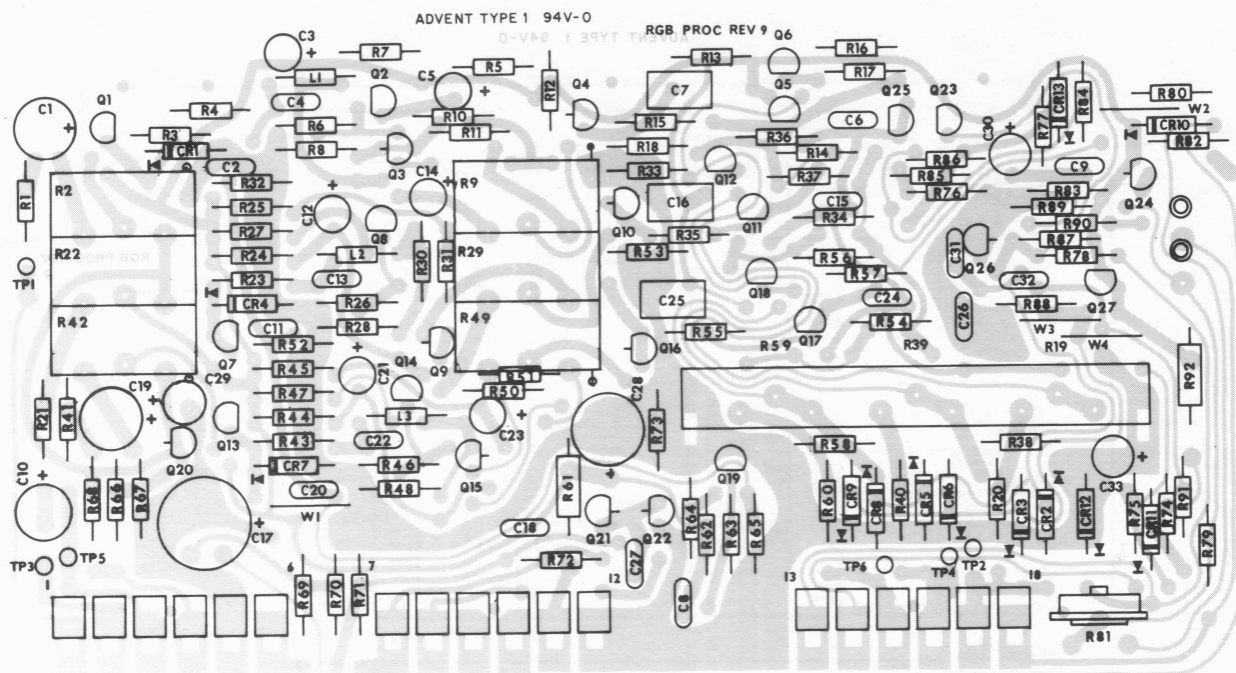 ADVENT TYPE 1 94V-0
RGB PROC REV 9
ADVENT TYPE 1 94V-0
C3 R7 R5 Q6 R16
L1 Q2 C5 R12 Q4 R13 R17
C1 Q1 R4 C4 C7 Q5 Q25 Q23 CR13 R84 R80 W2
R3 R6 R10 R11 R15 R36 C6 C30 R77 CR10 R82
CR1 R8 Q3 R18 R14 R86
C2 C14 R9 R33 Q12 R37 R85 C9 Q24
R1 R2 R32 R25 C12 Q8 C16 C15 R76 R83 R89
R27 Q10 Q11 R34 R90
R22 R24 L2 R30 R31 R29 R35 R53 R56 C31 Q26 R87 R78
RGB PRO
TP1 R23 C13 Q18 R57 C32 Q27
CR4 R26 C25 C24 C26 R88
R42 C11 R28 R49 R55 Q17 R54 W3
Q7 R52 Q9 Q16 R59 R39 R19 W4
R45 C21 Q14 R51 R92
C19 C29 R47 R50 C28
R21 R41 R44 L3 C23 R73
Q13 R43 C22 R58 R38
Q20 CR7 R46 Q15 R61 Q19 C33
C10 R68 R66 R67 C20 R48 R60 CR9 CR8 R40 CR5 CR6 R20 CR3 CR2 CR12 R75 CR11 R74 R91
C17 W1 C18 Q21 Q22 R64 R62 R63 R65 R79
TP3 TP5 R72 C27 TP6 TP4 TP2
1 6 R69 R70 R71 7 12 C8 13 18
R81